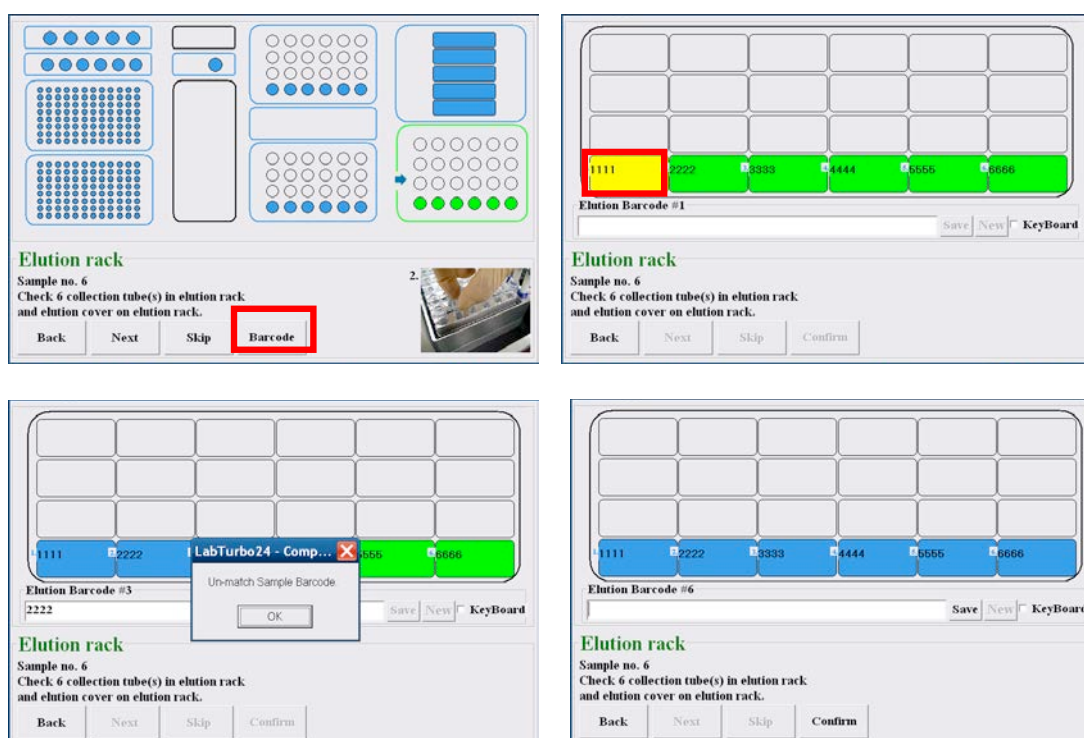 Elution rack
Sample no. 6
Check 6 collection tube(s) in elution rack
and elution cover on elution rack.
Back Next Skip Barcode
2.
1111 2222 3333 4444 5555 6666
Elution Barcode #1
Save New KeyBoard
Elution rack
Sample no. 6
Check 6 collection tube(s) in elution rack
and elution cover on elution rack.
Back Next Skip Confirm
1111 2222 555 6666
LabTurbo24 - Comp...
Un-match Sample Barcode.
OK
Elution Barcode #3
2222 Save New KeyBoard
Elution rack
Sample no. 6
Check 6 collection tube(s) in elution rack
and elution cover on elution rack.
Back Next Skip Confirm
1111 2222 3333 4444 5555 6666
Elution Barcode #6
Save New KeyBoard
Elution rack
Sample no. 6
Check 6 collection tube(s) in elution rack
and elution cover on elution rack.
Back Next Skip Confirm